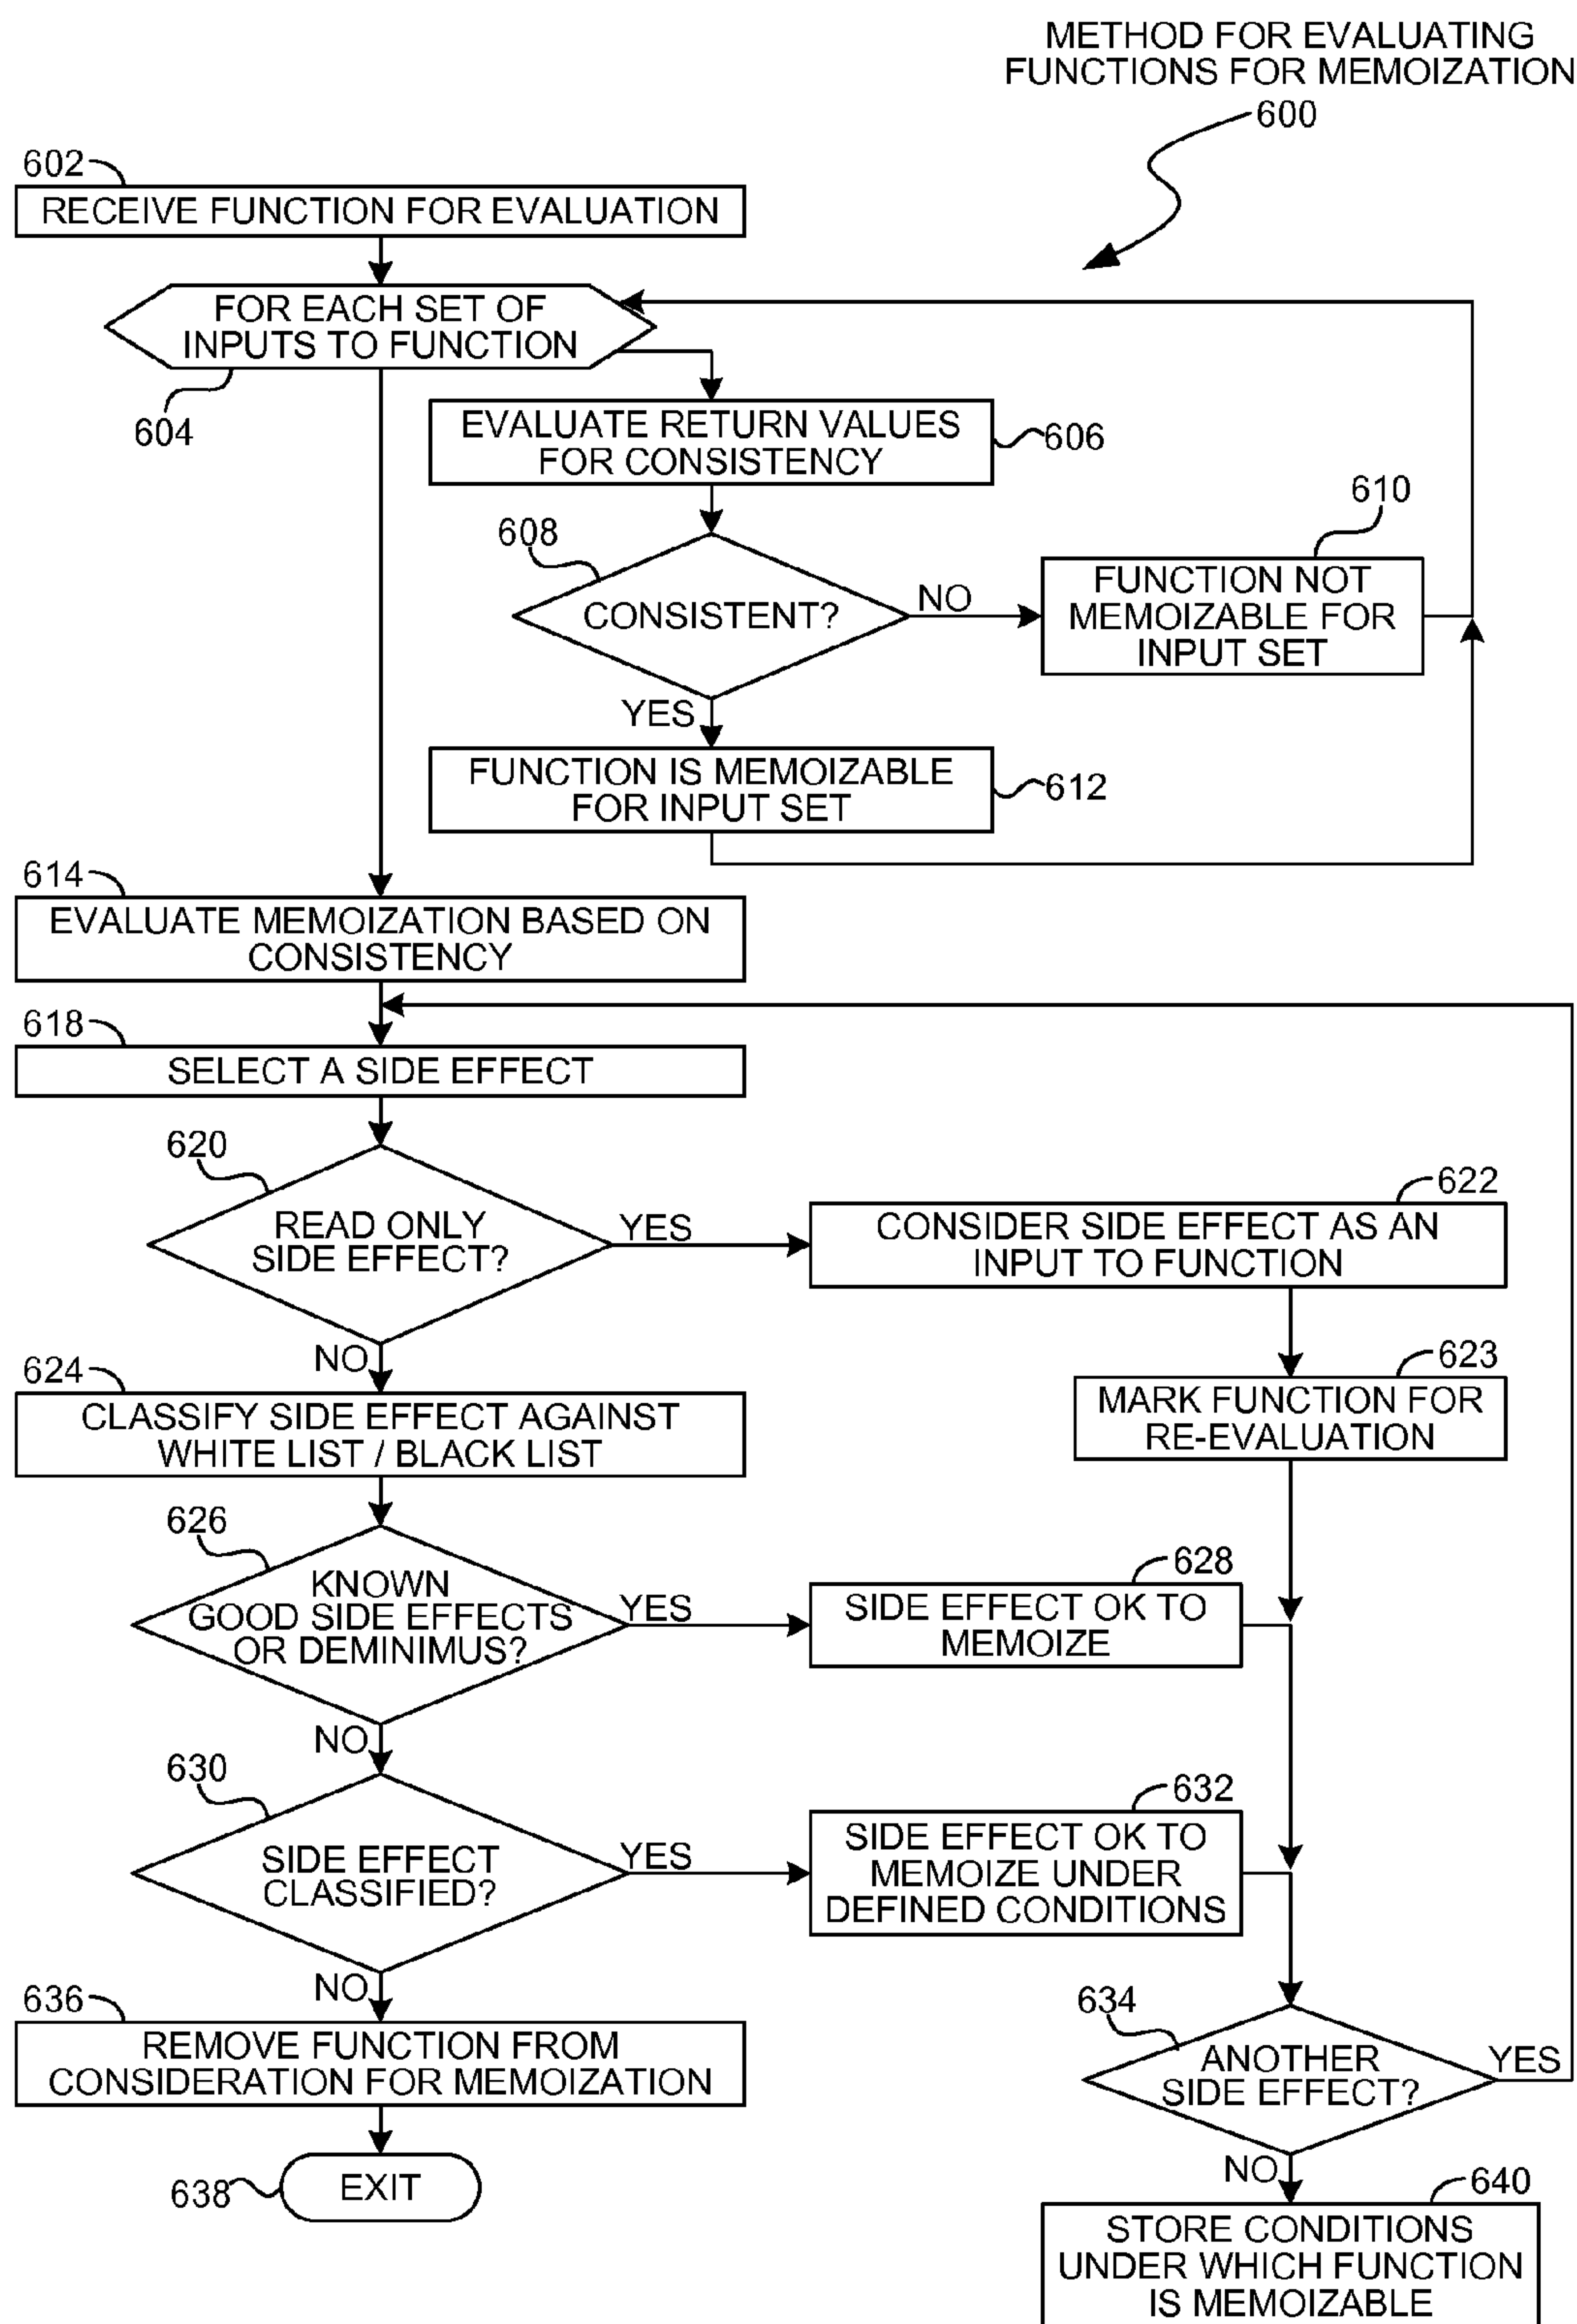 METHOD FOR EVALUATING
FUNCTIONS FOR MEMOIZATION
600
602
RECEIVE FUNCTION FOR EVALUATION
FOR EACH SET OF
INPUTS TO FUNCTION
604
EVALUATE RETURN VALUES
FOR CONSISTENCY
606
608
CONSISTENT?
NO
610
FUNCTION NOT
MEMOIZABLE FOR
INPUT SET
YES
FUNCTION IS MEMOIZABLE
FOR INPUT SET
612
614
EVALUATE MEMOIZATION BASED ON
CONSISTENCY
618
SELECT A SIDE EFFECT
620
READ ONLY
SIDE EFFECT?
YES
622
CONSIDER SIDE EFFECT AS AN
INPUT TO FUNCTION
NO
623
MARK FUNCTION FOR
RE-EVALUATION
624
CLASSIFY SIDE EFFECT AGAINST
WHITE LIST / BLACK LIST
626
KNOWN
GOOD SIDE EFFECTS
OR DEMINIMUS?
YES
628
SIDE EFFECT OK TO
MEMOIZE
NO
630
SIDE EFFECT
CLASSIFIED?
YES
632
SIDE EFFECT OK TO
MEMOIZE UNDER
DEFINED CONDITIONS
NO
634
ANOTHER
SIDE EFFECT?
YES
636
REMOVE FUNCTION FROM
CONSIDERATION FOR MEMOIZATION
638
EXIT
NO
640
STORE CONDITIONS
UNDER WHICH FUNCTION
IS MEMOIZABLE